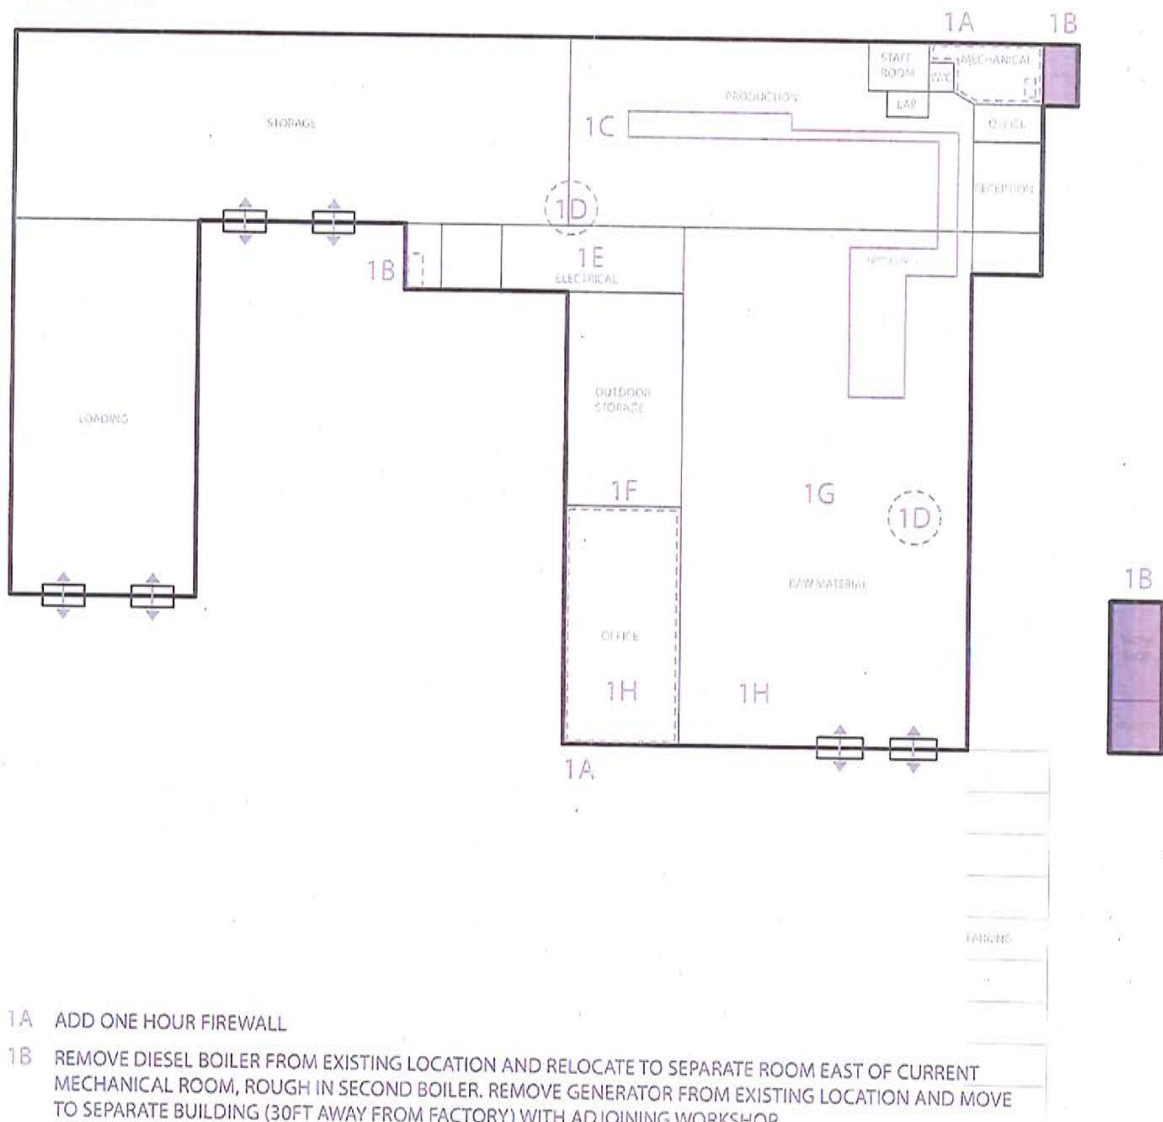 1A 1B
STAFF
ROOM
W/C
MECHANICAL
PRODUCTION
LAB
OFFICE
STORAGE
1C
RECEPTION
1D
1B
1E
ELECTRICAL
OUTDOOR
STORAGE
LOADING
1F
1G
1D
RAW MATERIAL
1B
OFFICE
1H 1H
1A
PARKING
1A ADD ONE HOUR FIREWALL
1B REMOVE DIESEL BOILER FROM EXISTING LOCATION AND RELOCATE TO SEPARATE ROOM EAST OF CURRENT
MECHANICAL ROOM, ROUGH IN SECOND BOILER. REMOVE GENERATOR FROM EXISTING LOCATION AND MOVE
TO SEPARATE BUILDING (30FT AWAY FROM FACTORY) WITH ADJOINING WORKSHOP